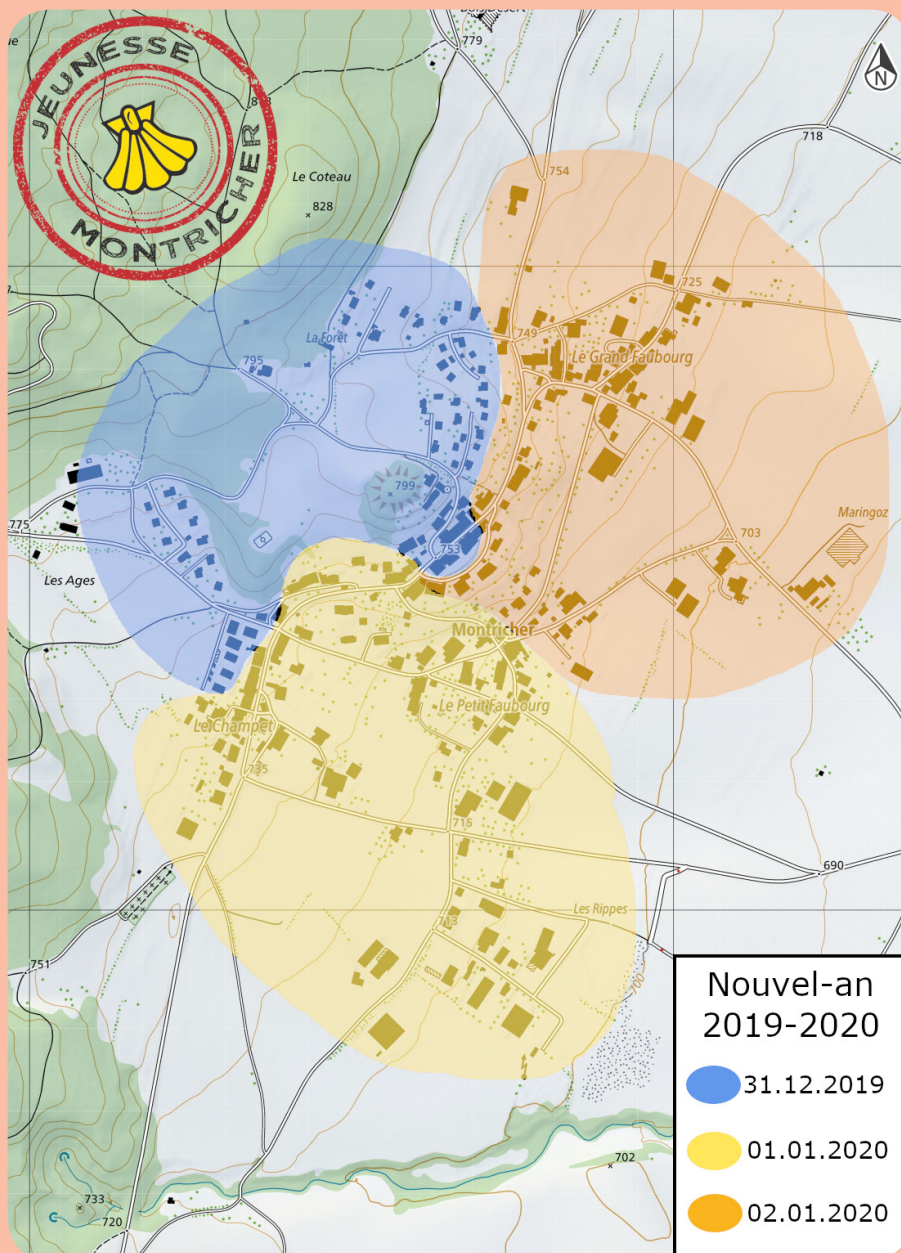 JEUNESSE
MONTRICHER
779
718
Le Coteau
828
754
725
La Forêt
749
795
Le Grand Faubourg
799
775
753
703
Maringoz
Les Ages
Montricher
Le Petit Faubourg
Le Champet
735
715
690
Les Rippes
713
751
700
702
733
720
N
Nouvel-an
2019-2020
31.12.2019
01.01.2020
02.01.2020